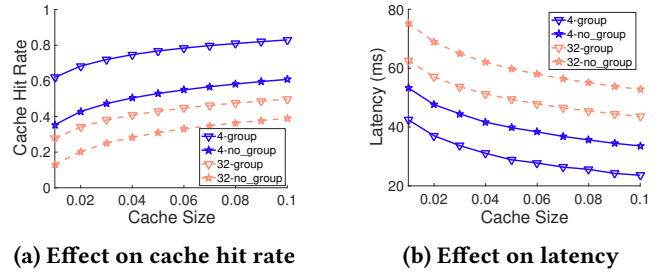 1
0.8
0.6
0.4
0.2
0
Cache Hit Rate
4-group
4-no_group
32-group
32-no_group
0.02 0.04 0.06 0.08 0.1
Cache Size
(a) Effect on cache hit rate
80
60
40
20
Latency (ms)
4-group
4-no_group
32-group
32-no_group
0.02 0.04 0.06 0.08 0.1
Cache Size
(b) Effect on latency